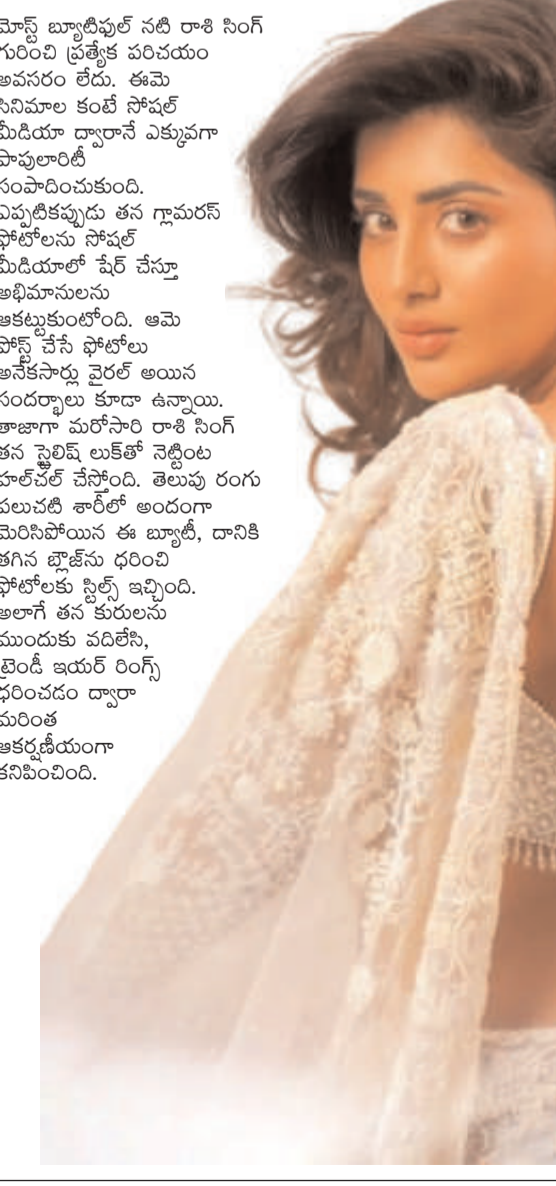 మోస్ట్ బ్యూటిఫుల్ నటి రాశి సింగ్
గురించి ప్రత్యేక పరిచయం
అవసరం లేదు. ఈమె
సినిమాల కంటే సోషల్
మీడియా ద్వారానే ఎక్కువగా
పాపులారిటీ
సంపాదించుకుంది.
ఎప్పటికప్పుడు తన గ్లామరస్
ఫోటోలను సోషల్
మీడియాలో షేర్ చేస్తూ
అభిమానులను
ఆకట్టుకుంటోంది. ఆమె
పోస్ట్ చేసే ఫోటోలు
అనేకసార్లు వైరల్ అయిన
సందర్భాలు కూడా ఉన్నాయి.
తాజాగా మరోసారి రాశి సింగ్
తన స్టైలిష్ లుక్‌తో నెట్టింట
హల్‌చల్ చేస్తోంది. తెలుపు రంగు
పలుచటి శారీలో అందంగా
మెరిసిపోయిన ఈ బ్యూటీ, దానికి
తగిన బ్లౌజ్‌ను ధరించి
ఫోటోలకు స్టిల్స్ ఇచ్చింది.
అలాగే తన కురులను
ముందుకు వదిలేసి,
ట్రెండీ ఇయర్ రింగ్స్
ధరించడం ద్వారా
మరింత
ఆకర్షణీయంగా
కనిపించింది.